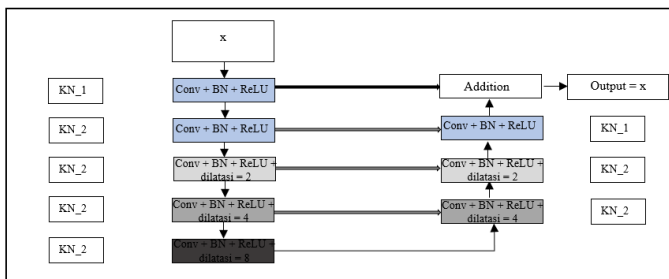 x
KN_1
Conv + BN + ReLU
Addition
Output = x
KN_2
Conv + BN + ReLU
Conv + BN + ReLU
KN_1
KN_2
Conv + BN + ReLU +
dilatasi = 2
Conv + BN + ReLU +
dilatasi = 2
KN_2
KN_2
Conv + BN + ReLU +
dilatasi = 4
Conv + BN + ReLU +
dilatasi = 4
KN_2
KN_2
Conv + BN + ReLU +
dilatasi = 8